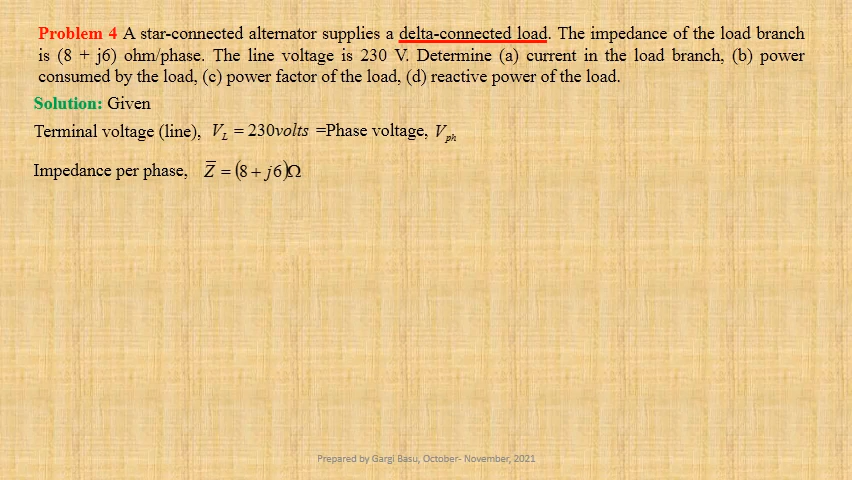 Problem 4 A star-connected alternator supplies a delta-connected load. The impedance of the load branch
is (8 + j6) ohm/phase. The line voltage is 230 V. Determine (a) current in the load branch, (b) power
consumed by the load, (c) power factor of the load, (d) reactive power of the load.
Solution: Given
Terminal voltage (line), V_L = 230volts =Phase voltage, V_ph
Impedance per phase, Z̅ = (8 + j6)Ω
Prepared by Gargi Basu, October- November, 2021